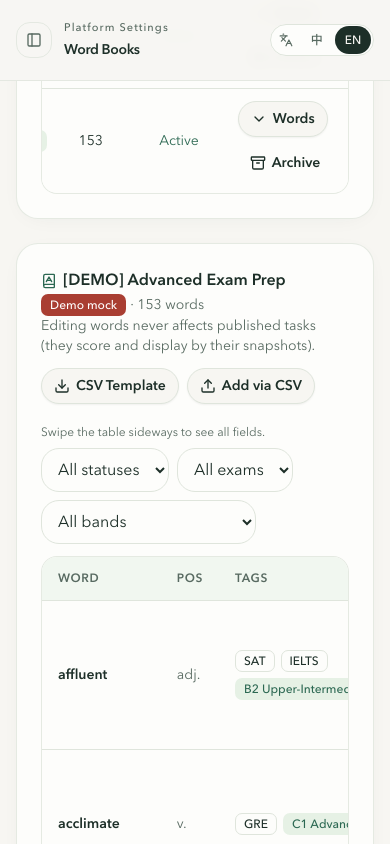 Platform Settings
Word Books
中
EN
153
Active
Words
Archive
[DEMO] Advanced Exam Prep
Demo mock · 153 words
Editing words never affects published tasks
(they score and display by their snapshots).
CSV Template
Add via CSV
Swipe the table sideways to see all fields.
All statuses
All exams
All bands
WORD POS TAGS
SAT IELTS
affluent adj.
B2 Upper-Intermed
acclimate v. GRE C1 Advan